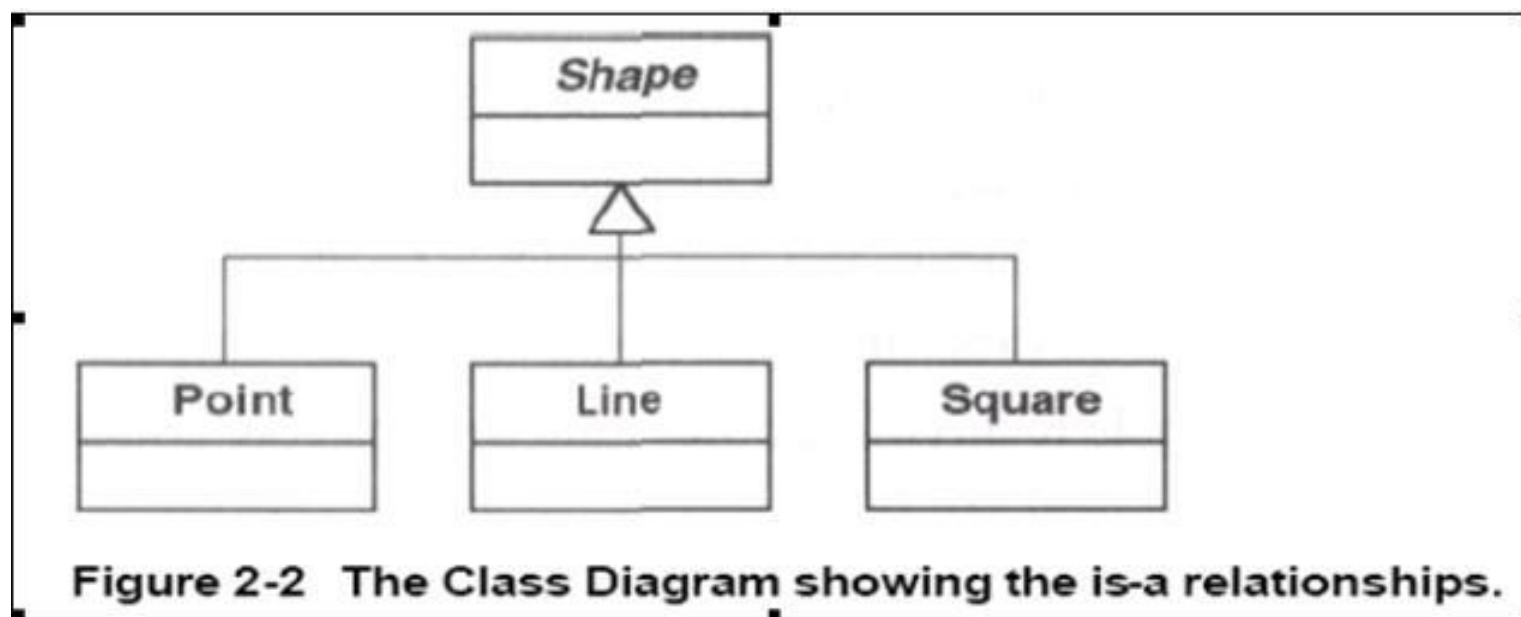 Shape
Point
Line
Square
Figure 2-2 The Class Diagram showing the is-a relationships.